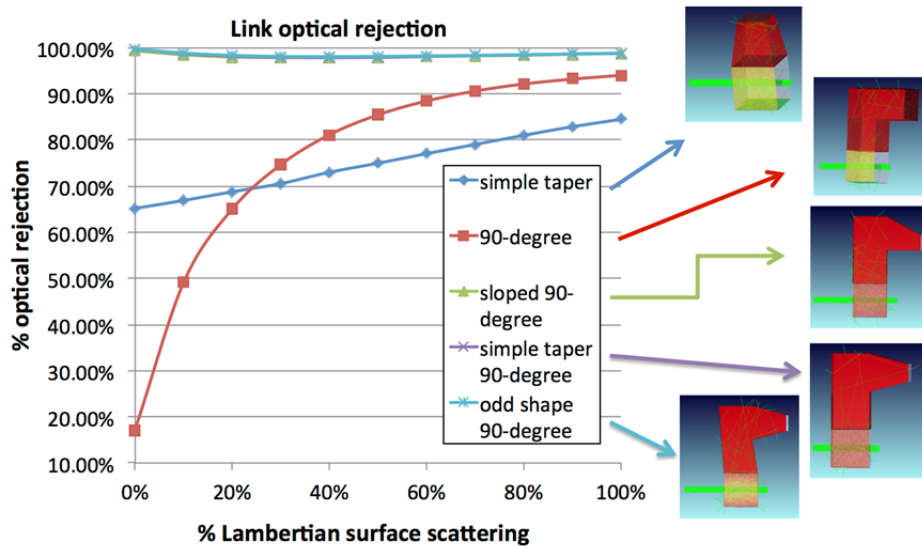 Link optical rejection
100.00%
90.00%
80.00%
70.00%
60.00%
50.00%
40.00%
30.00%
20.00%
10.00%
% optical rejection
0%
20%
40%
60%
80%
100%
% Lambertian surface scattering
simple taper
90-degree
sloped 90-
degree
simple taper
90-degree
odd shape
90-degree